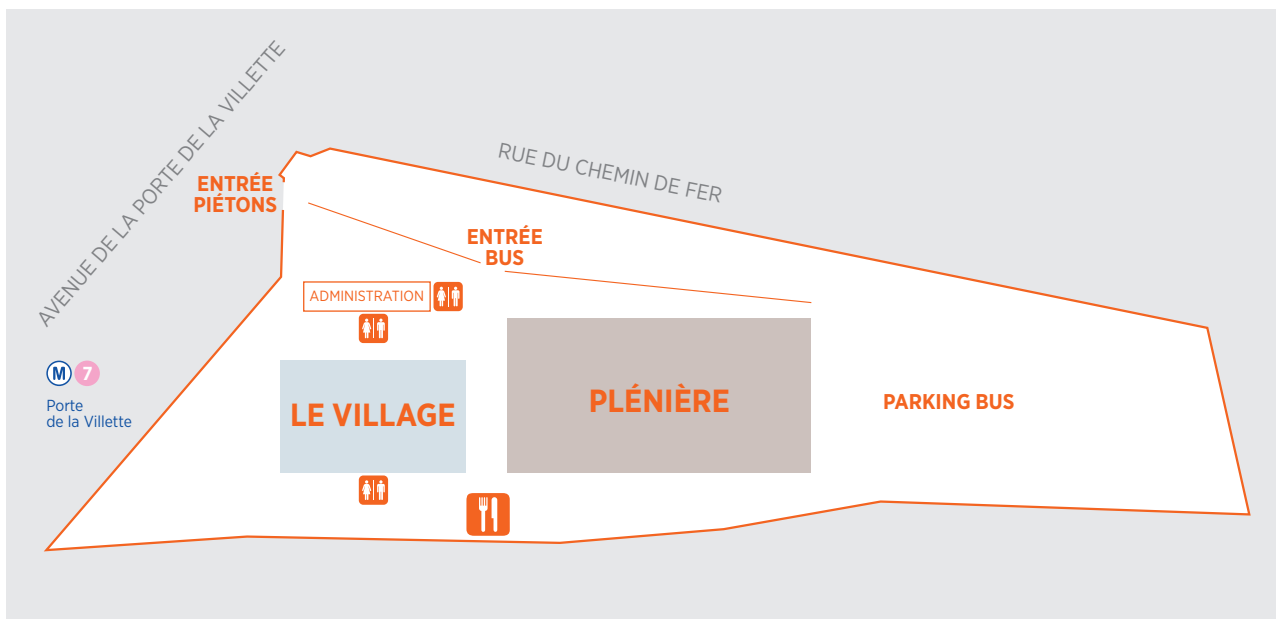 AVENUE DE LA PORTE DE LA VILLETTE
RUE DU CHEMIN DE FER
ENTRÉE
PIÉTONS
ENTRÉE
BUS
ADMINISTRATION
M 7
Porte
de la Villette
LE VILLAGE
PLÉNIÈRE
PARKING BUS